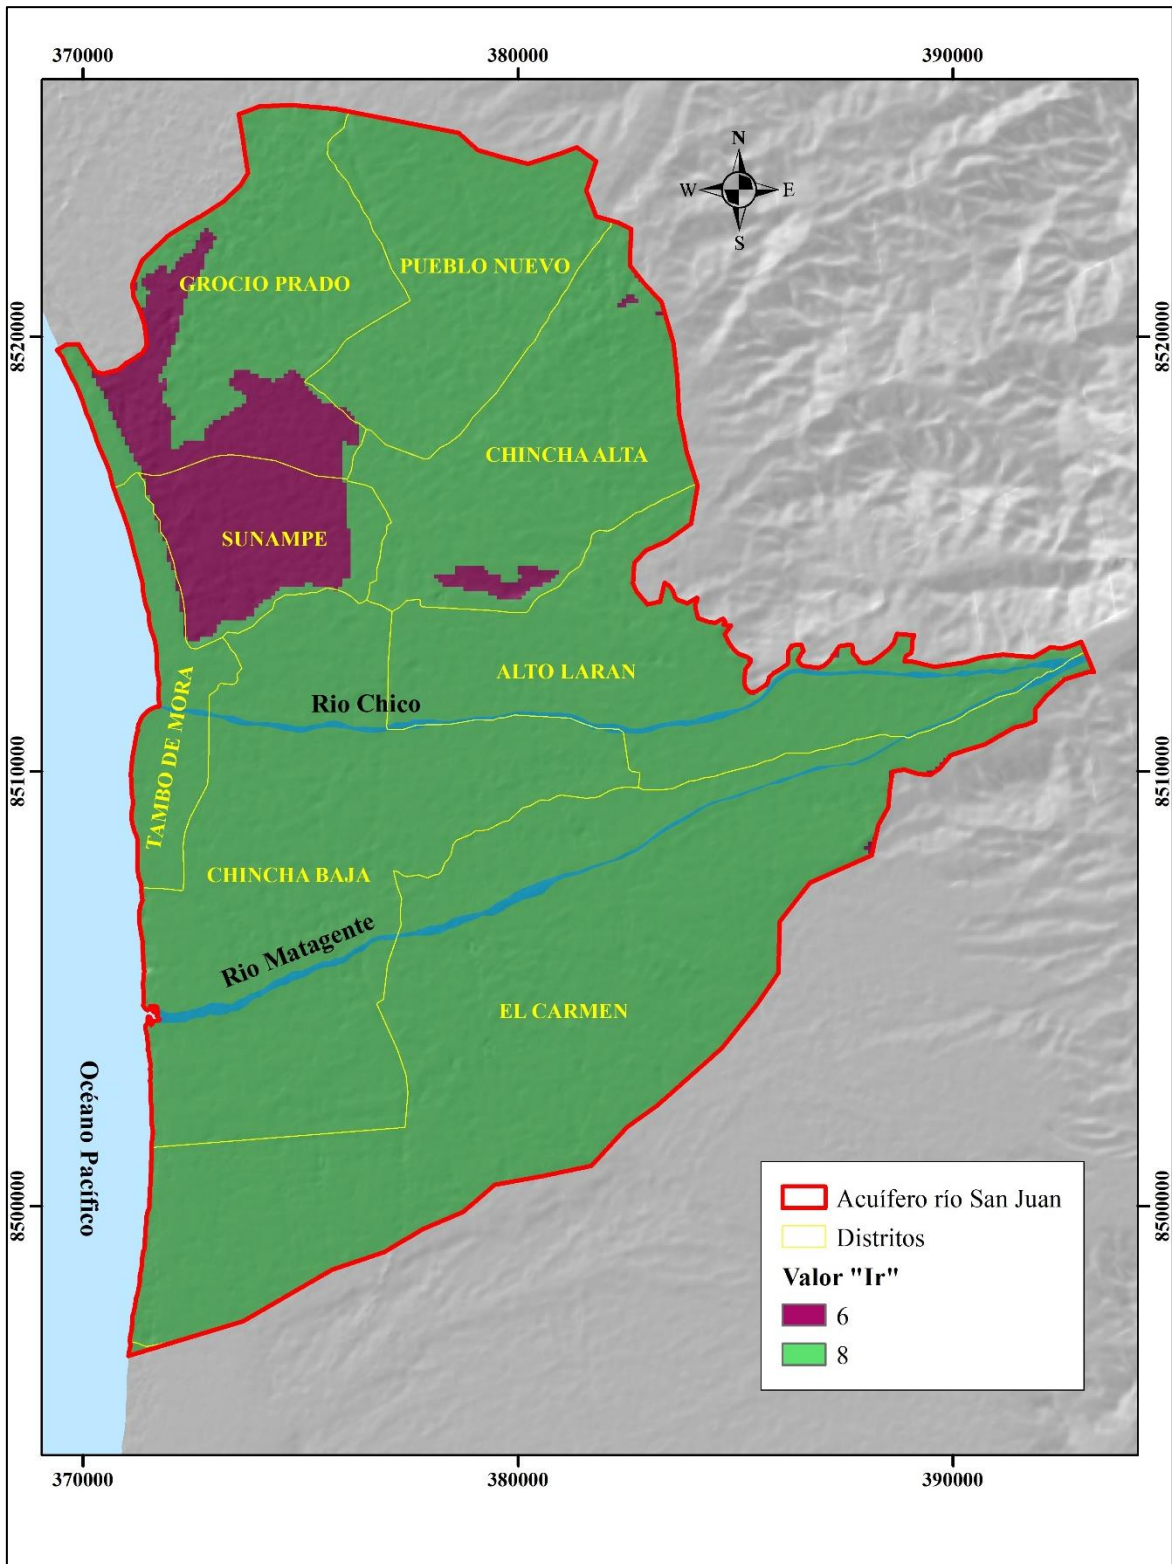 370000
380000
390000
N
W
E
S
PUEBLO NUEVO
GROCIO PRADO
8520000
8520000
CHINCHA ALTA
SUNAMPE
ALTO LARAN
TAMBO DE MORA
Rio Chico
8510000
8510000
CHINCHA BAJA
Rio Matagente
EL CARMEN
Océano Pacífico
8500000
8500000
Acuífero río San Juan
Distritos
Valor "Ir"
6
8
370000
380000
390000